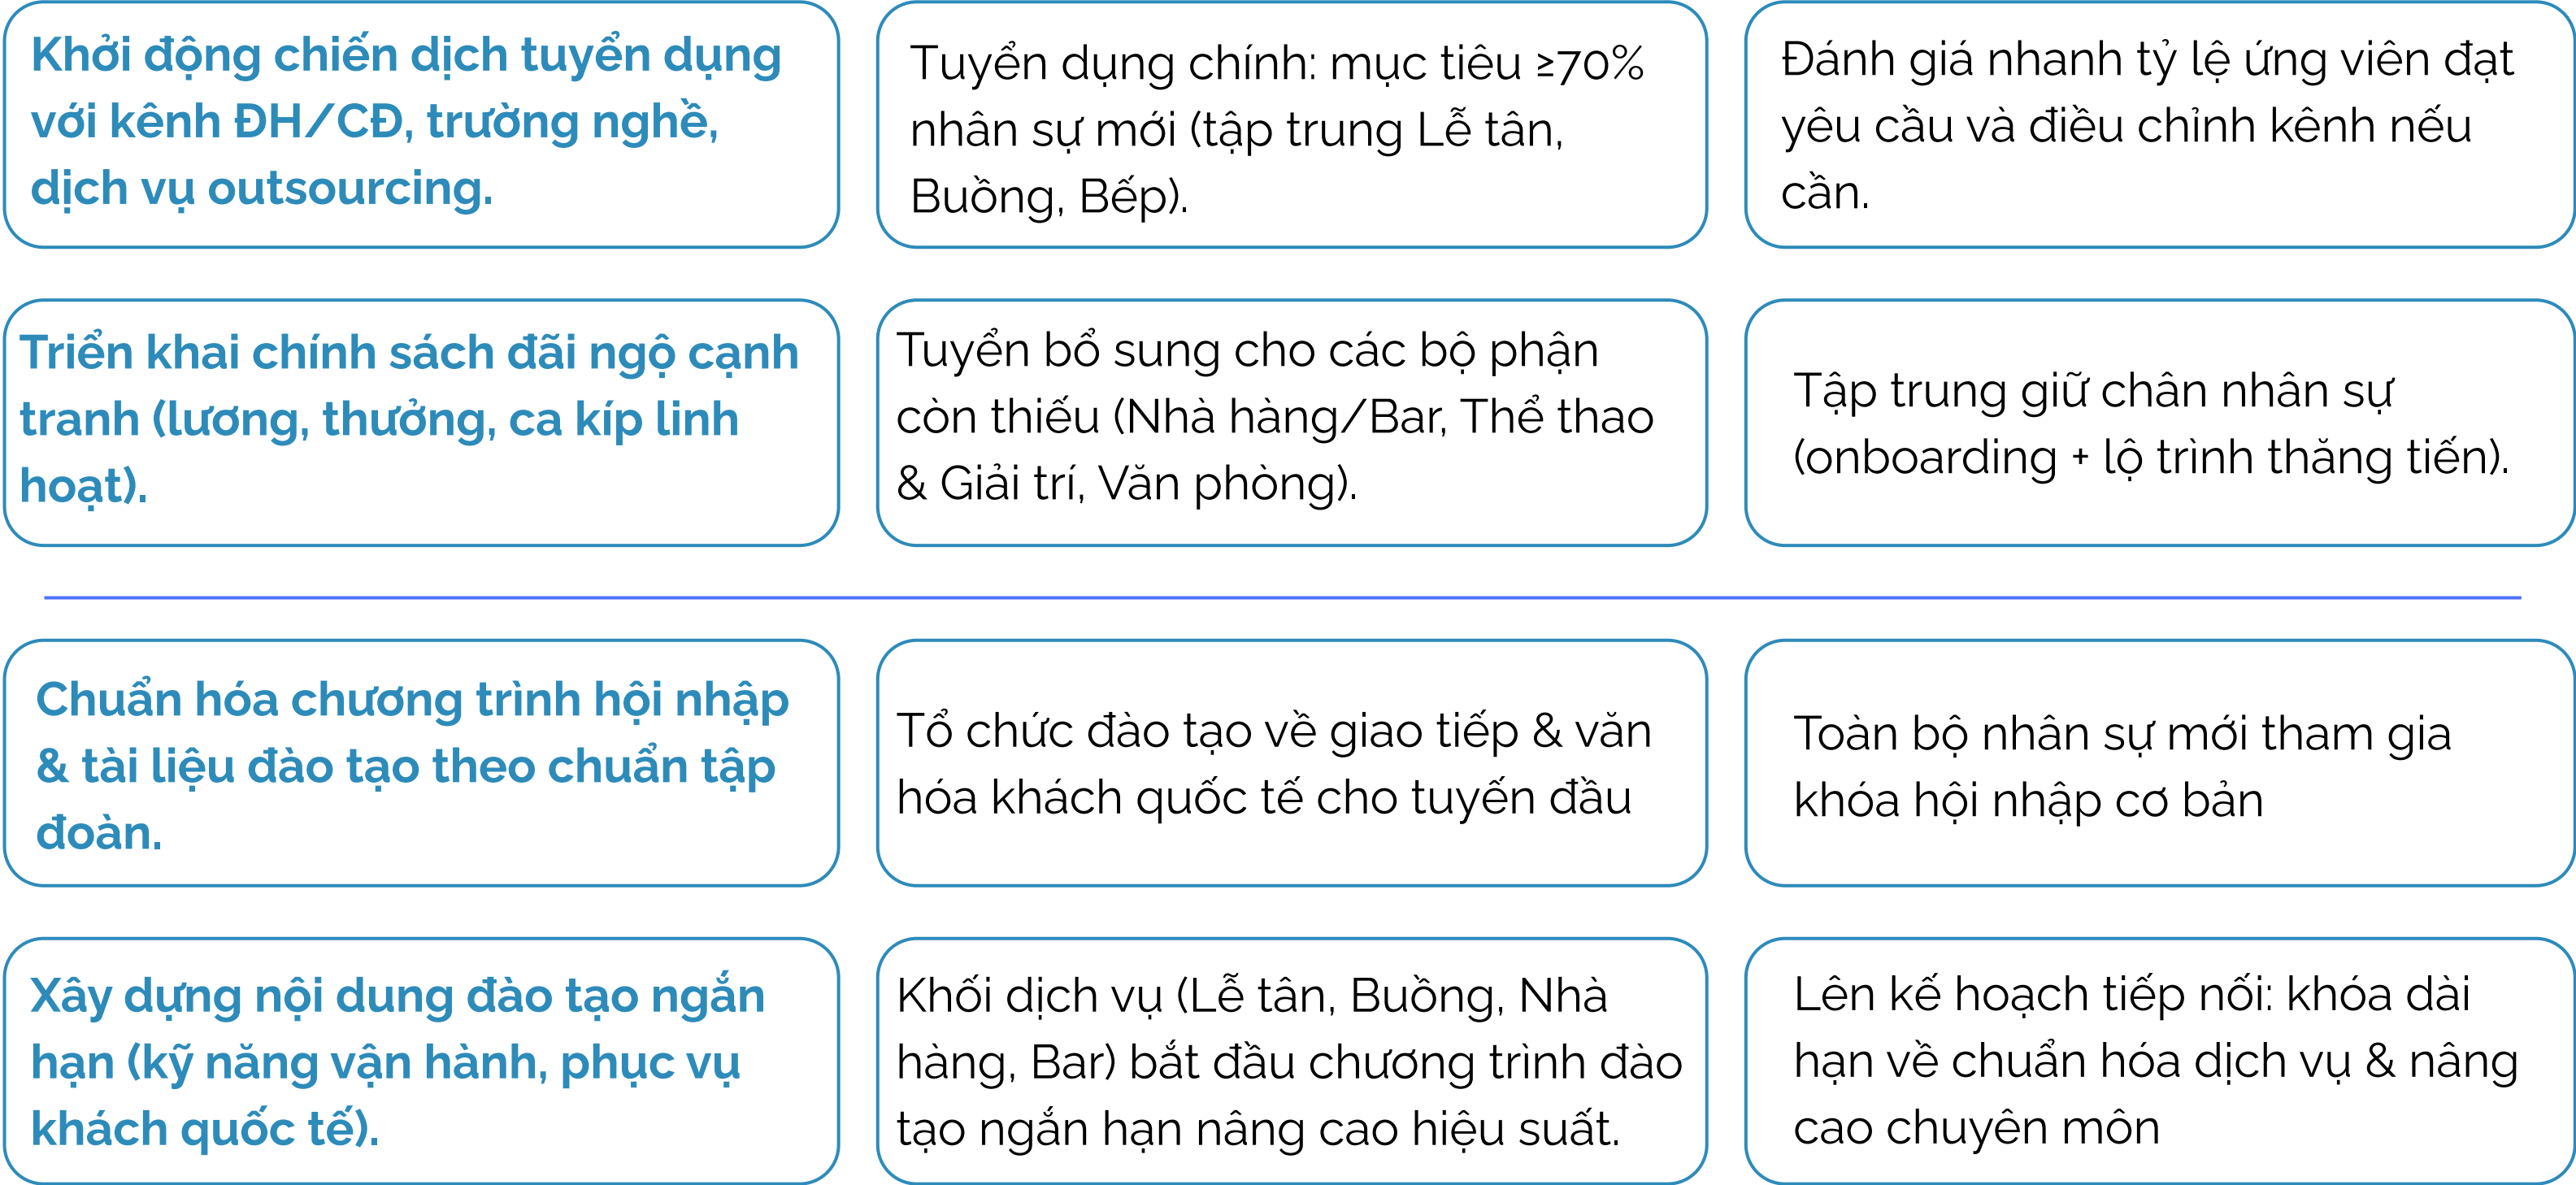 Khởi động chiến dịch tuyển dụng
với kênh ĐH/CĐ, trường nghề,
dịch vụ outsourcing.
Tuyển dụng chính: mục tiêu ≥70%
nhân sự mới (tập trung Lễ tân,
Buồng, Bếp).
Đánh giá nhanh tỷ lệ ứng viên đạt
yêu cầu và điều chỉnh kênh nếu
cần.
Triển khai chính sách đãi ngộ cạnh
tranh (lương, thưởng, ca kíp linh
hoạt).
Tuyển bổ sung cho các bộ phận
còn thiếu (Nhà hàng/Bar, Thể thao
& Giải trí, Văn phòng).
Tập trung giữ chân nhân sự
(onboarding + lộ trình thăng tiến).
Chuẩn hóa chương trình hội nhập
& tài liệu đào tạo theo chuẩn tập
đoàn.
Tổ chức đào tạo về giao tiếp & văn
hóa khách quốc tế cho tuyến đầu
Toàn bộ nhân sự mới tham gia
khóa hội nhập cơ bản
Xây dựng nội dung đào tạo ngắn
hạn (kỹ năng vận hành, phục vụ
khách quốc tế).
Khối dịch vụ (Lễ tân, Buồng, Nhà
hàng, Bar) bắt đầu chương trình đào
tạo ngắn hạn nâng cao hiệu suất.
Lên kế hoạch tiếp nối: khóa dài
hạn về chuẩn hóa dịch vụ & nâng
cao chuyên môn